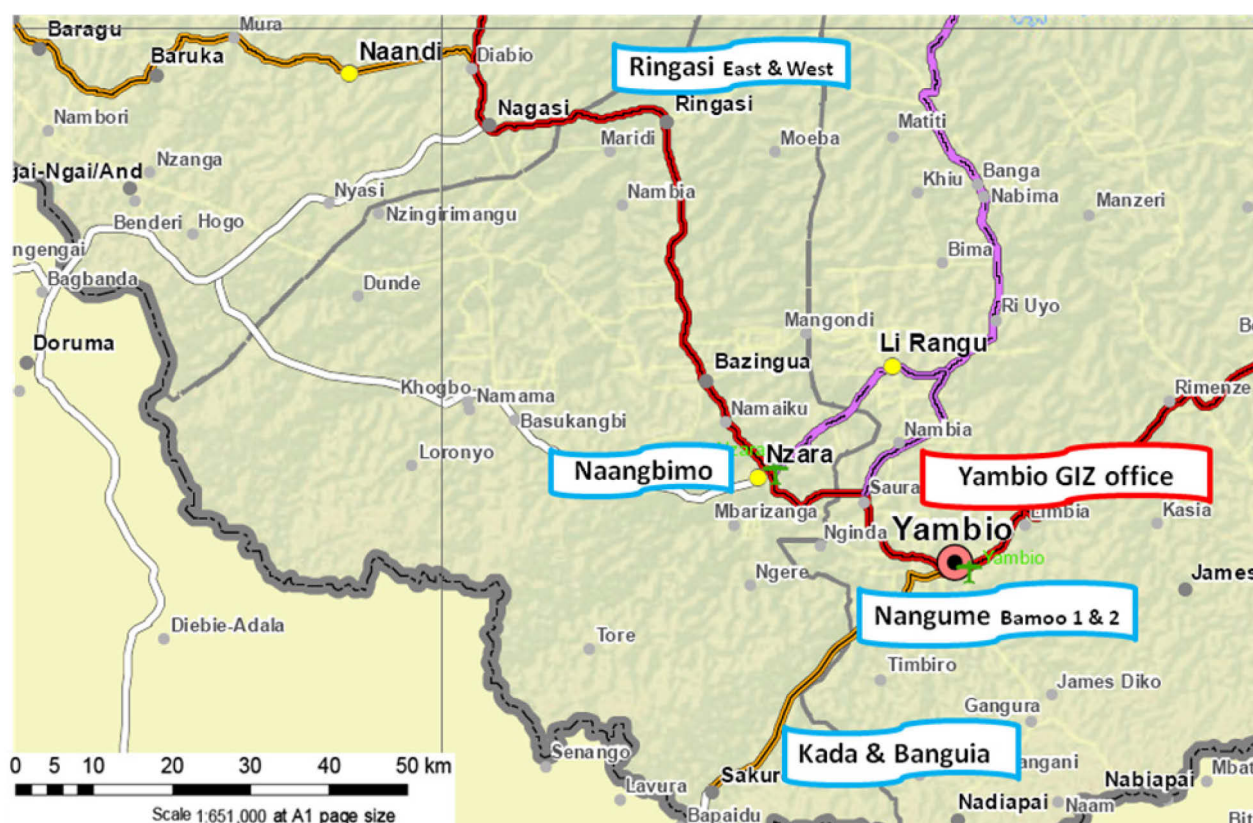 Baragu
Mura
Naandi
Baruka
Diabio
Ringasi East & West
Nambori
Nagasi
Ringasi
Matiti
Maridi
Moeba
Nzanga
gai-Ngai/And
Khiu
Banga
Nabima
Nyasi
Nambia
Manzeri
Benderi
Hogo
Nzingirimangu
ngengai
Bima
Bagbanda
Dunde
Ri Uyo
Mangondi
Doruma
Li Rangu
Bazingua
Khogbo
Namama
Rimenze
Basukangbi
Namaiku
Nambia
Loronyo
Naangbimo
Nzara
Nzara
Yambio GIZ office
Saura
Mbarizanga
Limbia
Kasia
Nginda
Yambio
Yambio
Ngere
James
Nangume Bamoo 1 & 2
Diebie-Adala
Tore
Timbiro
James Diko
Gangura
Kada & Banguia
Senango
Sakur
angani
Nabiapai
Mbat
Lavura
Bapaidu
Nadiapai
Naam
Bit
0 5 10 20 30 40 50 km
Scale 1:651,000 at A1 page size